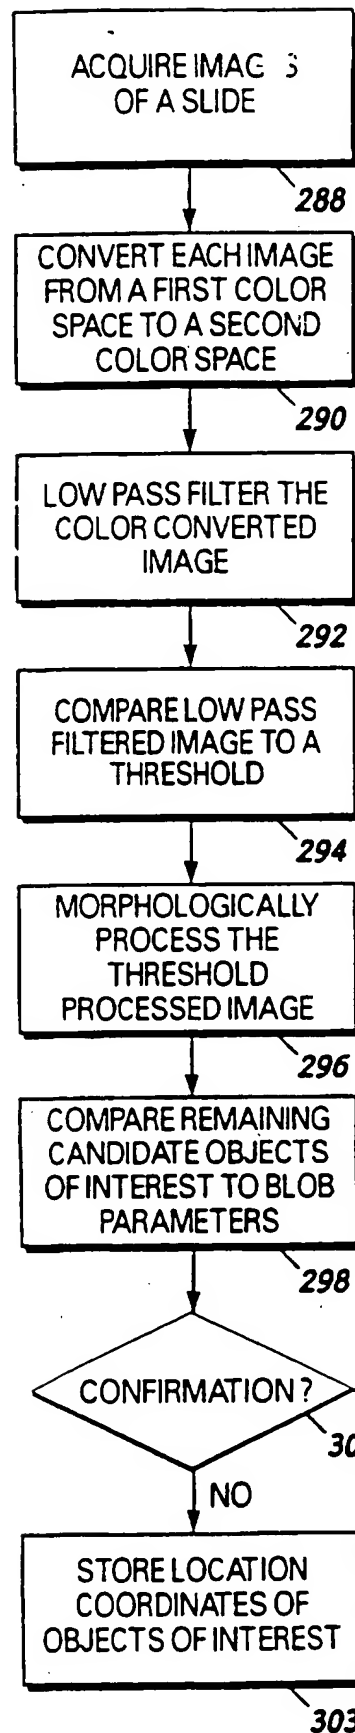 ACQUIRE
OF A SLIDE
288
CONVERT EACH IMAGE
FROM A FIRST COLOR
SPACE TO A SECOND
COLOR SPACE
290
LOW PASS FILTER THE
COLOR CONVERTED
IMAGE
292
COMPARE LOW PASS
FILTERED IMAGE TO A
THRESHOLD
294
MORPHOLOGICALLY
PROCESS THE
THRESHOLD
PROCESSED IMAGE
296
COMPARE REMAINING
CANDIDATE OBJECTS
OF INTEREST TO BLOB
PARAMETERS
298
CONFIRMATION?
NO
STORE LOCATION
COORDINATES OF
OBJECTS OF INTEREST
303